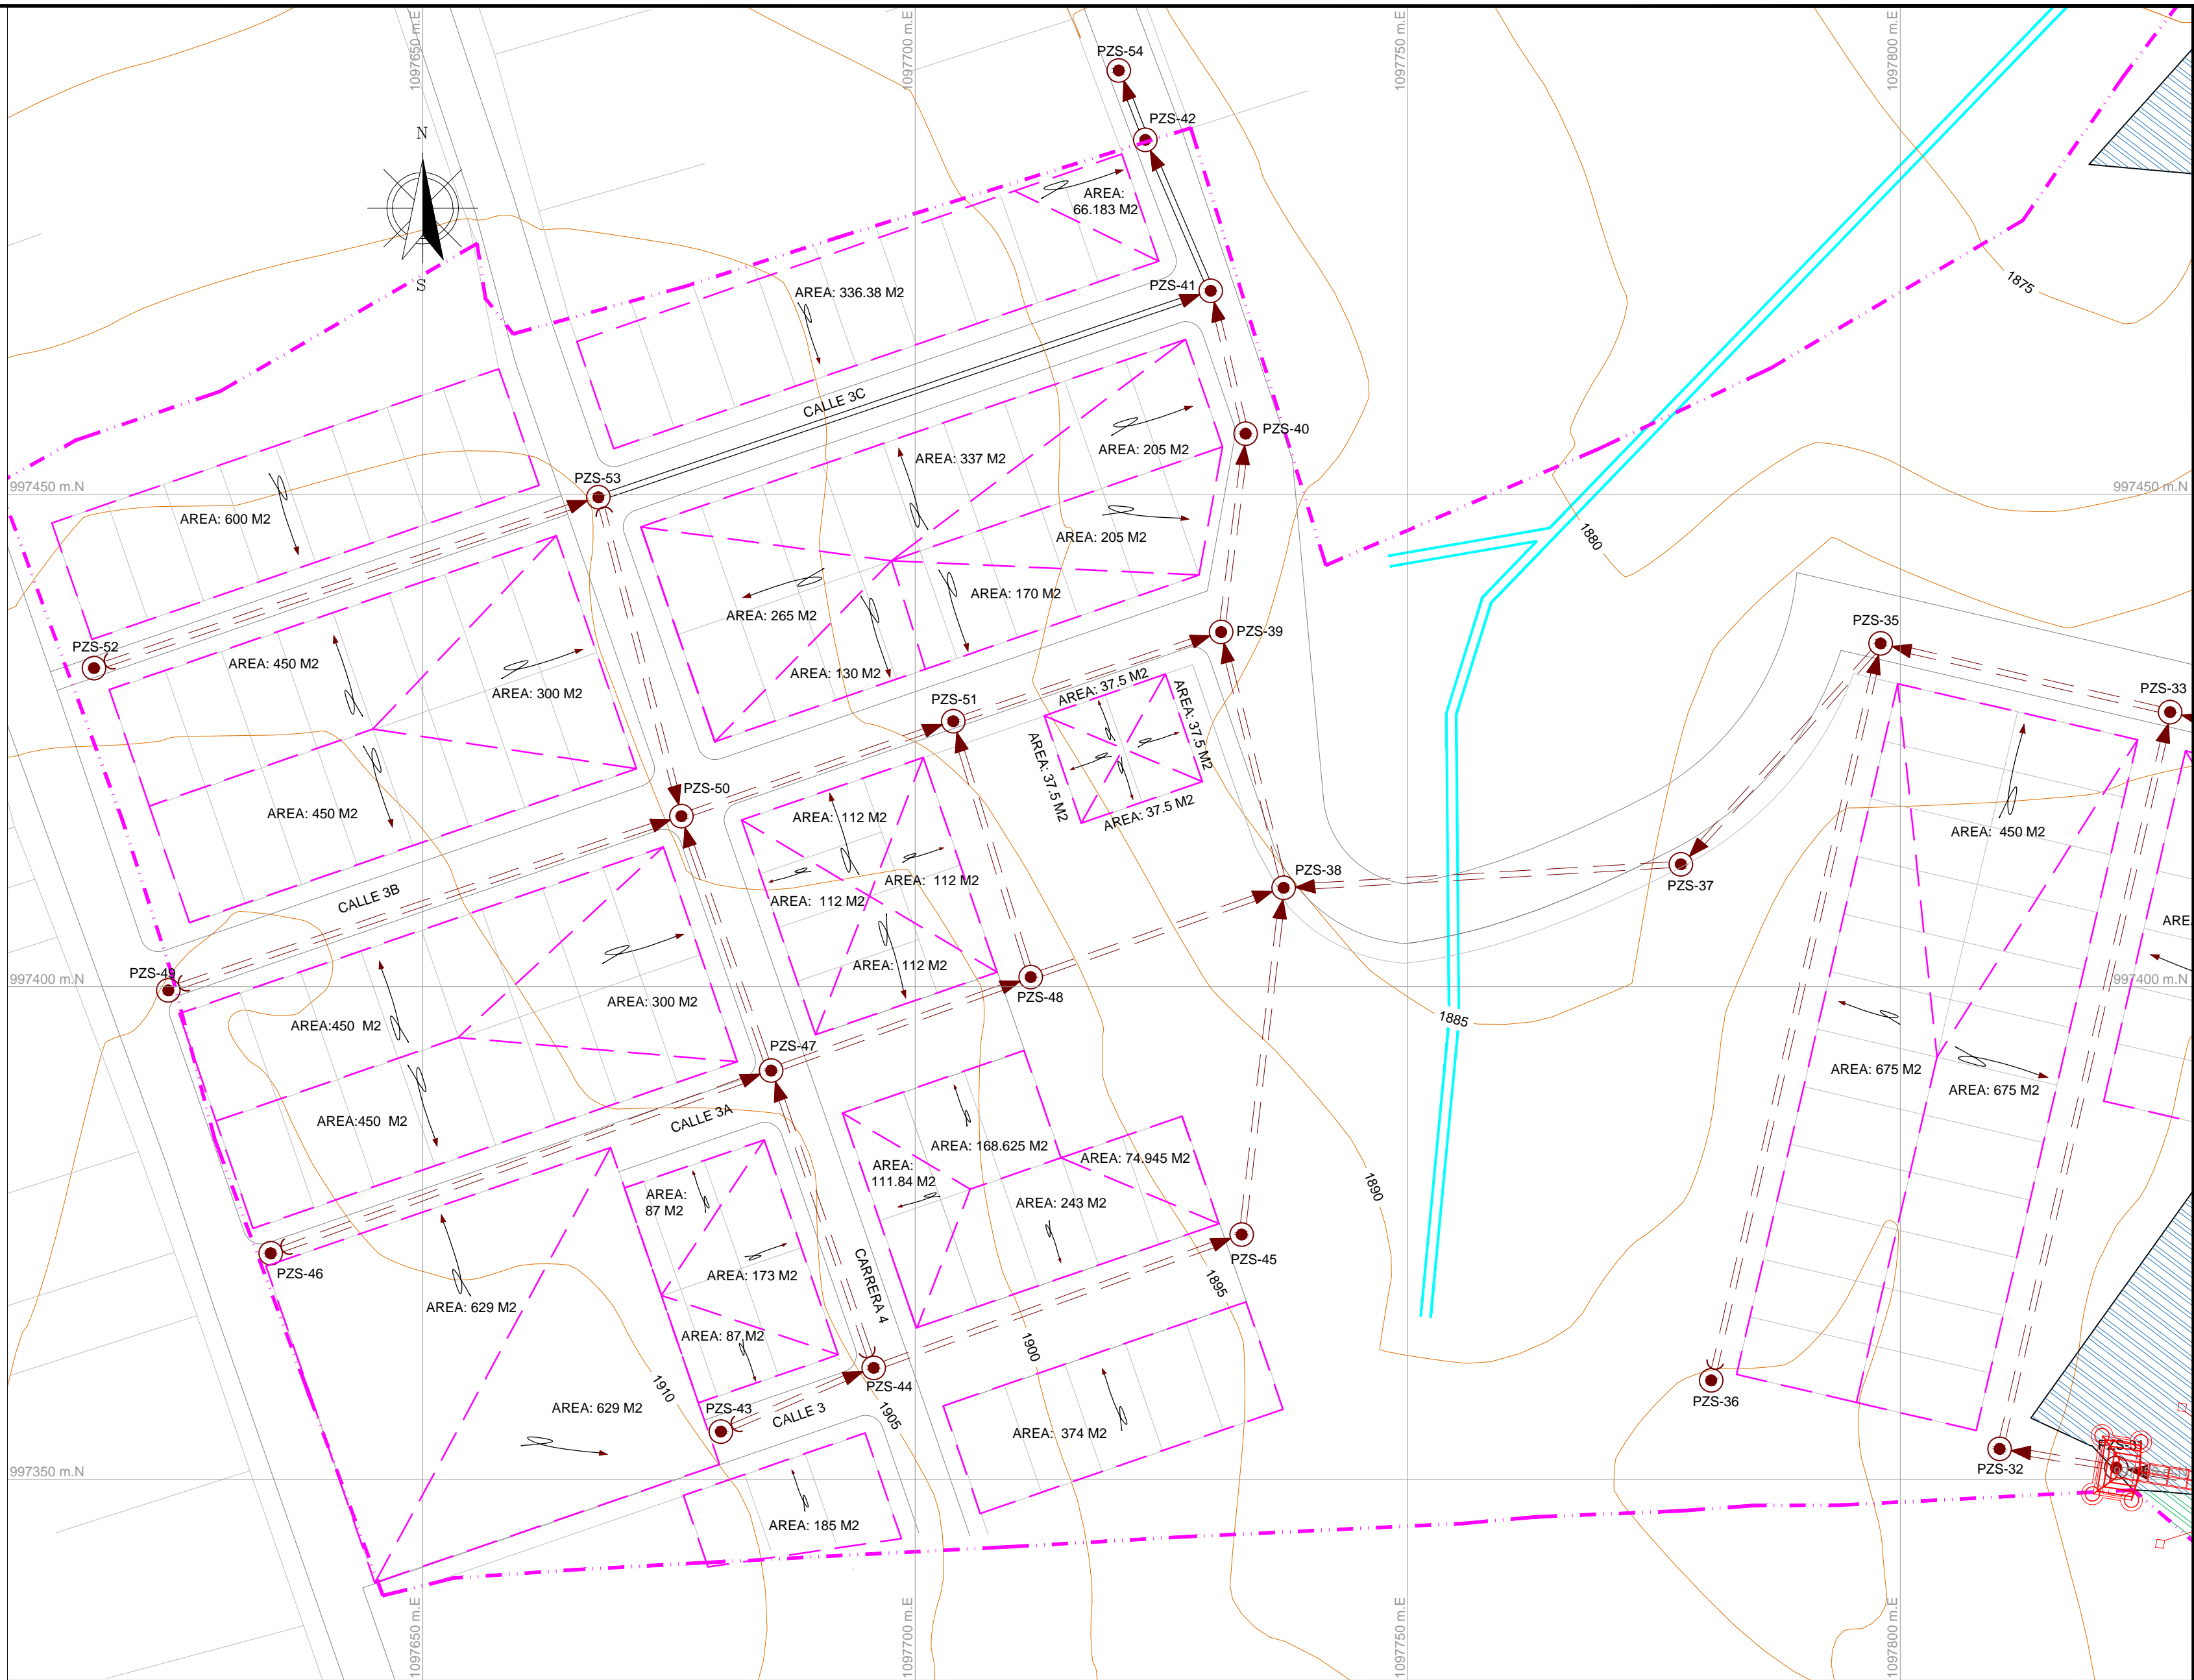 1097650 m.E
1097700 m.E
1097750 m.E
1097800 m.E
PZS-54
PZS-42
N
S
AREA:
66.183 M2
1875
PZS-41
AREA: 336.38 M2
CALLE 3C
PZS-40
AREA: 205 M2
AREA: 337 M2
PZS-53
997450 m.N
997450 m.N
AREA: 600 M2
AREA: 205 M2
1880
AREA: 170 M2
AREA: 265 M2
PZS-39
PZS-35
PZS-52
AREA: 450 M2
AREA: 300 M2
AREA: 130 M2
AREA: 37.5 M2
AREA: 37.5 M2
AREA: 37.5 M2
AREA: 37.5 M2
PZS-33
PZS-51
PZS-50
AREA: 450 M2
AREA: 112 M2
AREA: 450 M2
PZS-38
PZS-37
AREA: 112 M2
AREA: 112 M2
CALLE 3B
ARE
AREA: 112 M2
PZS-49
997400 m.N
997400 m.N
PZS-48
AREA: 300 M2
AREA:450 M2
1885
PZS-47
AREA: 675 M2
AREA: 675 M2
AREA:450 M2
CALLE 3A
AREA: 168.625 M2
AREA: 74.945 M2
AREA:
111.84 M2
AREA:
87 M2
AREA: 243 M2
1890
PZS-46
AREA: 173 M2
PZS-45
CARRERA 4
1895
AREA: 629 M2
AREA: 87 M2
1900
PZS-44
1910
PZS-36
AREA: 629 M2
PZS-43
CALLE 3
1905
AREA: 374 M2
PZS-31
PZS-32
997350 m.N
AREA: 185 M2
1097650 m.E
1097700 m.E
1097750 m.E
1097800 m.E